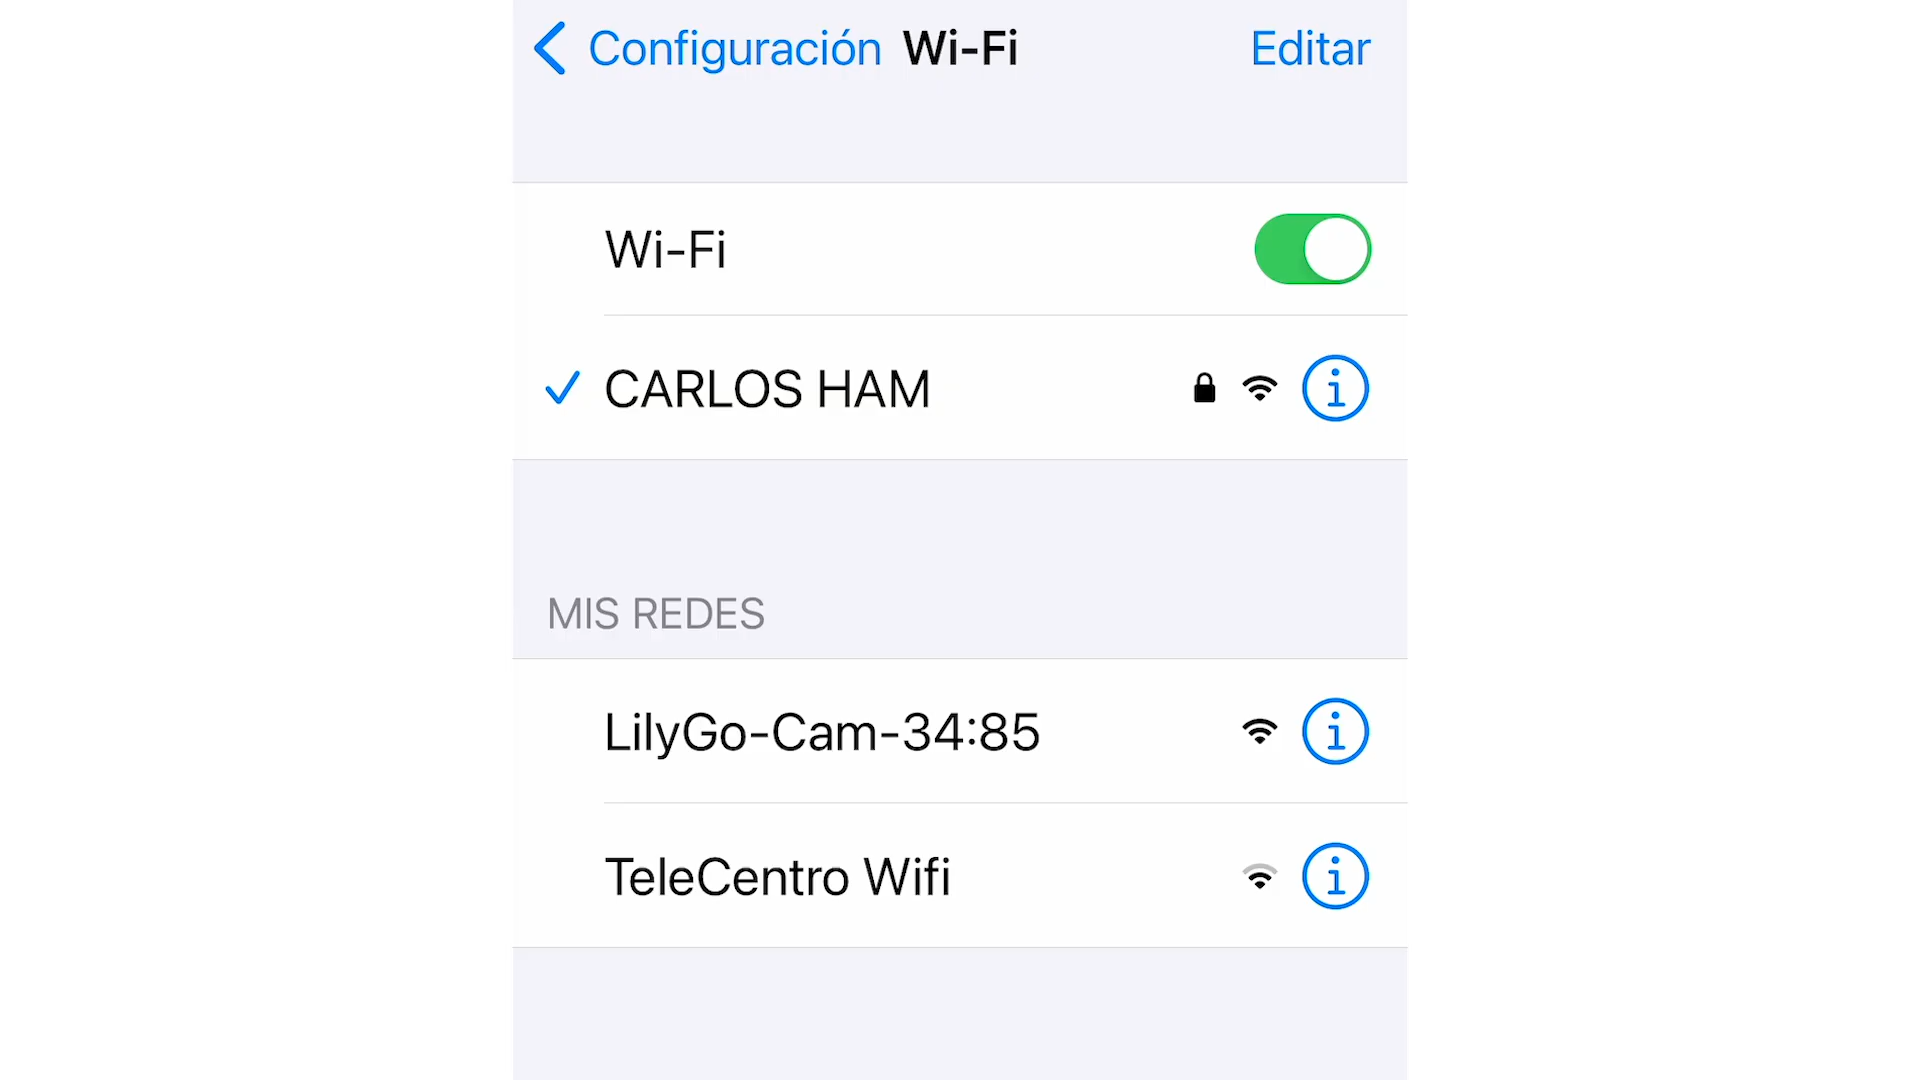 Configuración Wi-Fi Editar
Wi-Fi
CARLOS HAM
MIS REDES
LilyGo-Cam-34:85
TeleCentro Wifi